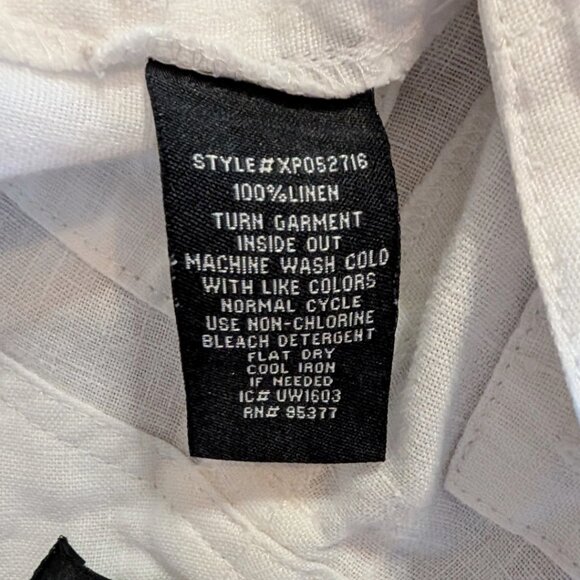 STYLE#XP052716
100%LINEN
TURN GARMENT
INSIDE OUT
MACHINE WASH COLD
WITH LIKE COLORS
NORMAL CYCLE
USE NON-CHLORINE
BLEACH DETERGENT
FLAT DRY
COOL IRON
IF NEEDED
IC# UW1603
RN# 95377